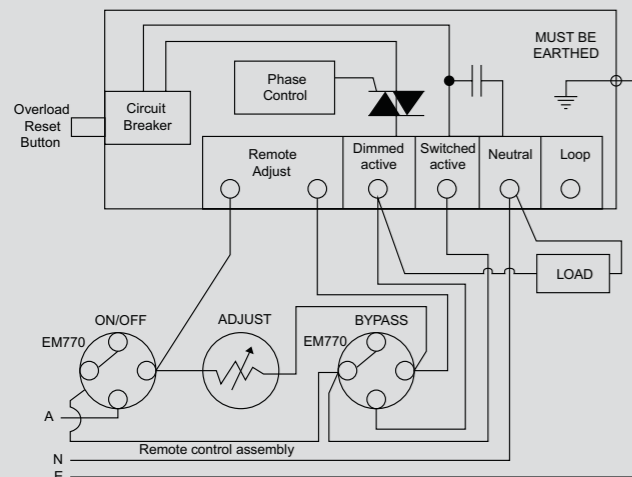 MUST BE
EARTHED
Phase
Control
Overload
Reset
Button
Circuit
Breaker
Remote
Adjust
Dimmed
active
Switched
active
Neutral
Loop
LOAD
ON/OFF
ADJUST
BYPASS
EM770
EM770
A
Remote control assembly
N
E